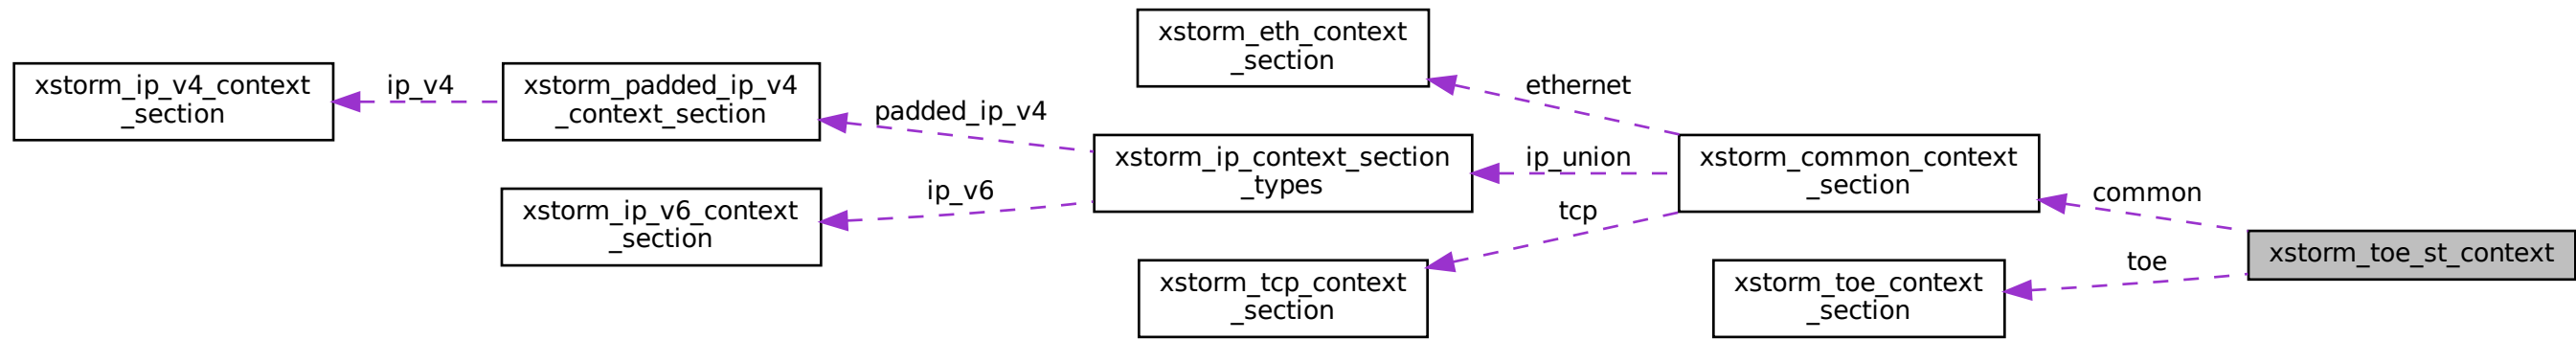 xstorm_ip_v4_context
_section
ip_v4
xstorm_padded_ip_v4
_context_section
xstorm_ip_v6_context
_section
padded_ip_v4
ip_v6
xstorm_eth_context
_section
xstorm_ip_context_section
_types
xstorm_tcp_context
_section
ethernet
ip_union
tcp
xstorm_common_context
_section
xstorm_toe_context
_section
common
toe
xstorm_toe_st_context